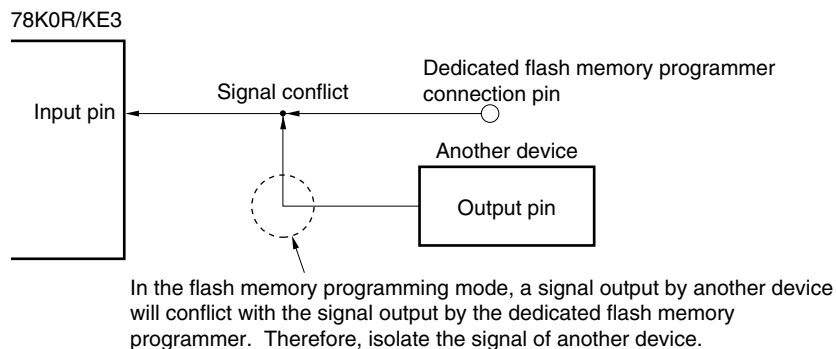 78K0R/KE3
Dedicated flash memory programmer
connection pin
Signal conflict
Input pin
Another device
Output pin
In the flash memory programming mode, a signal output by another device
will conflict with the signal output by the dedicated flash memory
programmer. Therefore, isolate the signal of another device.